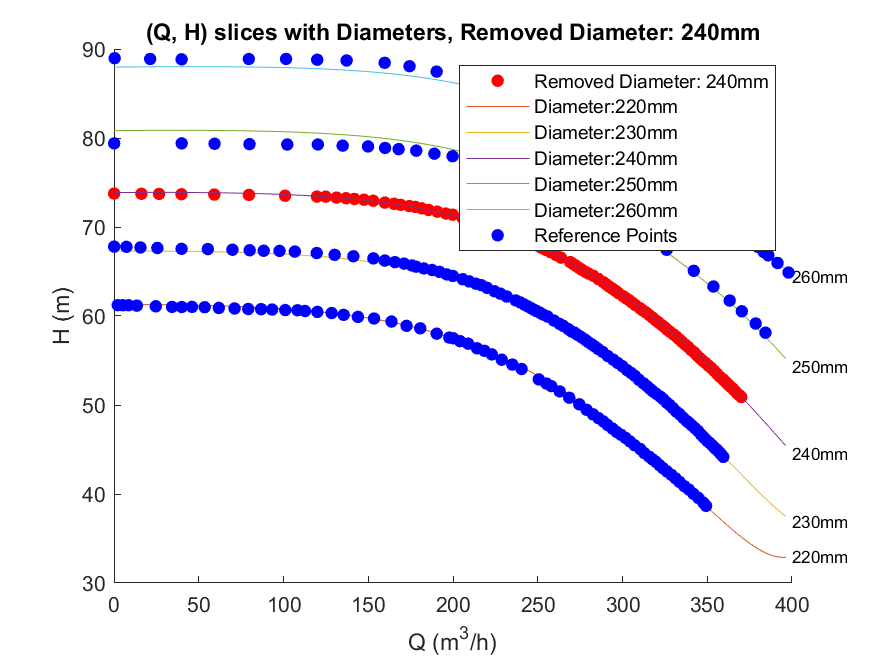 (Q, H) slices with Diameters, Removed Diameter: 240mm
90
80
70
60
50
40
30
H (m)
0
50
100
150
200
250
300
350
400
Q (m³/h)
Removed Diameter: 240mm
Diameter:220mm
Diameter:230mm
Diameter:240mm
Diameter:250mm
Diameter:260mm
Reference Points
260mm
250mm
240mm
230mm
220mm